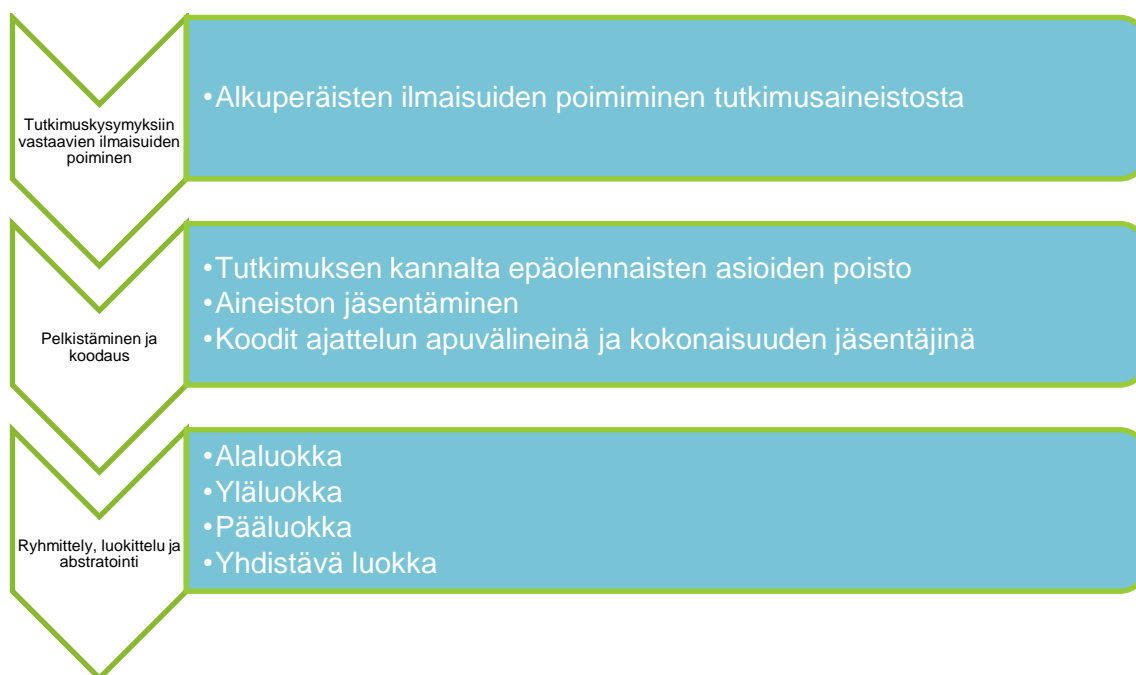 Tutkimuskysymyksiin
vastaavien ilmaisuiden
poiminen
•Alkuperäisten ilmaisuiden poimiminen tutkimusaineistosta
Pelkistäminen ja
koodaus
•Tutkimuksen kannalta epäolennaisten asioiden poisto
•Aineiston jäsentäminen
•Koodit ajattelun apuvälineinä ja kokonaisuuden jäsentäjinä
Ryhmittely, luokittelu ja
abstratointi
•Alaluokka
•Yläluokka
•Pääluokka
•Yhdistävä luokka